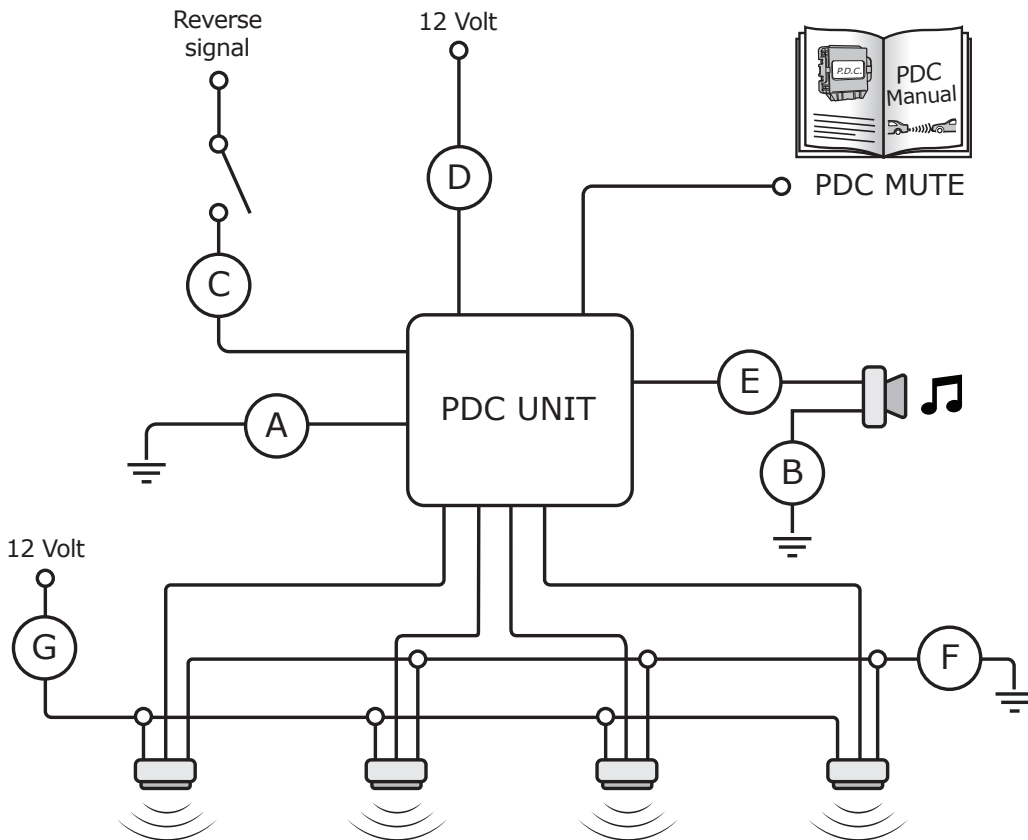 Reverse
signal
12 Volt
P.D.C.
PDC
Manual
PDC MUTE
D
C
E
PDC UNIT
A
B
12 Volt
G
F